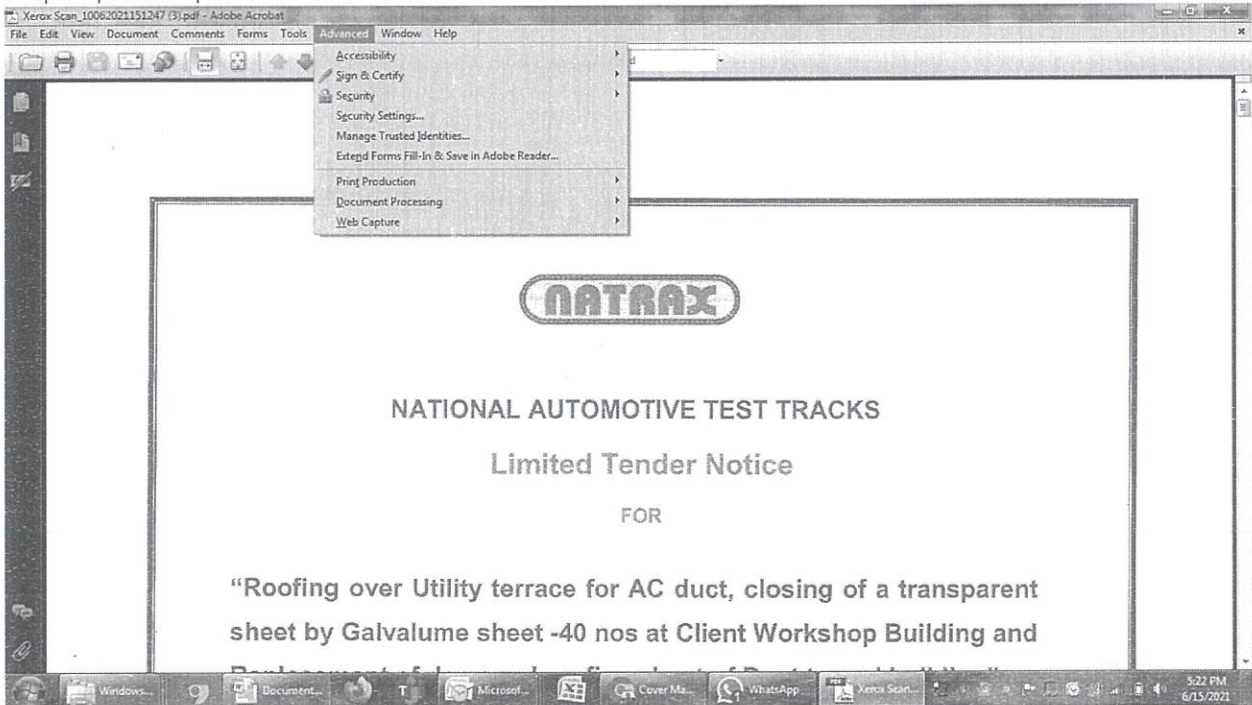 Xerox Scan_10062021151247 (3).pdf - Adobe Acrobat
File Edit View Document Comments Forms Tools Advanced Window Help
Accessibility
Sign & Certify
Security
Security Settings...
Manage Trusted Identities...
Extend Forms Fill-In & Save in Adobe Reader...
Print Production
Document Processing
Web Capture
NATRAX
NATIONAL AUTOMOTIVE TEST TRACKS
Limited Tender Notice
FOR
“Roofing over Utility terrace for AC duct, closing of a transparent
sheet by Galvalume sheet -40 nos at Client Workshop Building and
Windows... Document... T Microsof... Cover Ma... WhatsApp Xerox Scan... 5:22 PM
6/15/2021